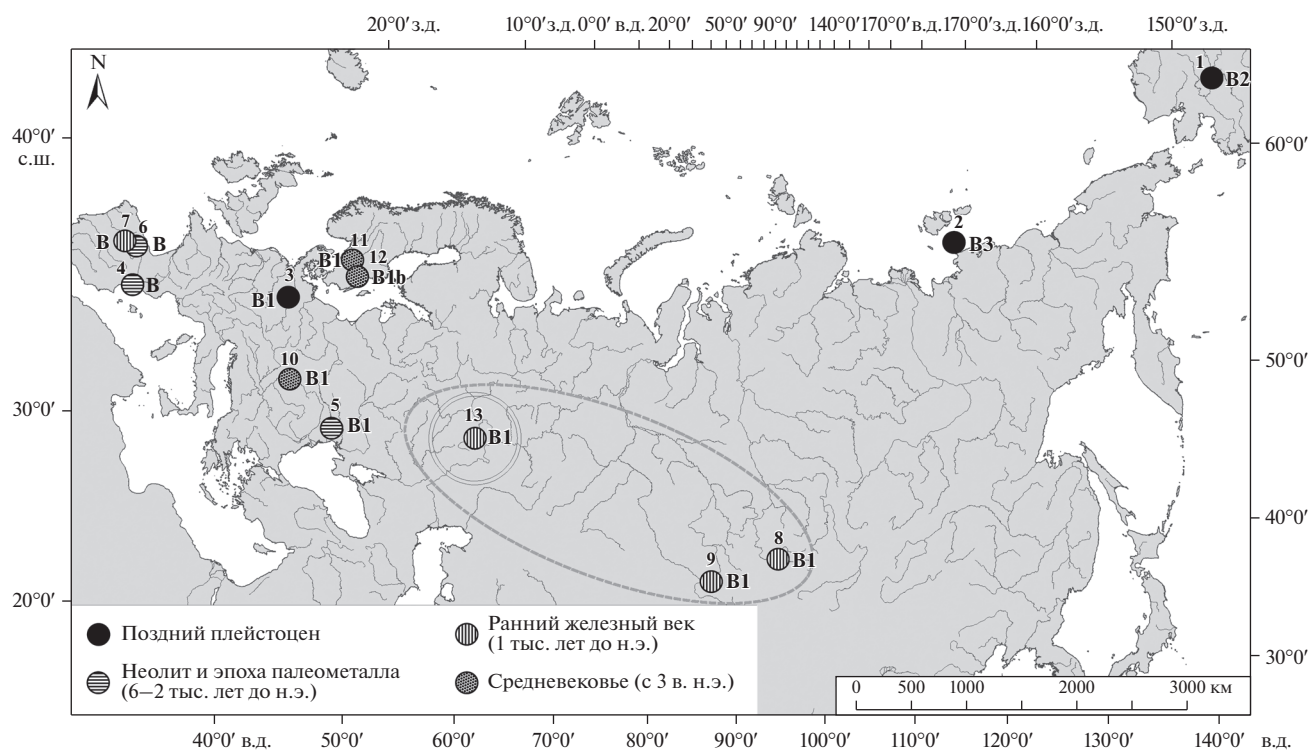 20°0′ з.д. 10°0′з.д. 0°0′ в.д. 20°0′ 50°0′ 90°0′ 140°0′ 170°0′ в.д. 170°0′ з.д. 160°0′ з.д. 150°0′ з.д.
N
1
B2
40°0′
с.ш.
60°0′
7
6
B
B
2
B3
11
B1
12
B1b
4
B
3
B1
10
B1
50°0′
5
B1
30°0′
13
B1
40°0′
8
B1
9
B1
20°0′
Поздний плейстоцен
Неолит и эпоха палеометалла
(6–2 тыс. лет до н.э.)
Ранний железный век
(1 тыс. лет до н.э.)
Средневековье (с 3 в. н.э.)
30°0′
0 500 1000 2000 3000 км
40°0′ в.д. 50°0′ 60°0′ 70°0′ 80°0′ 90°0′ 100°0′ 110°0′ 120°0′ 130°0′ 140°0′ в.д.